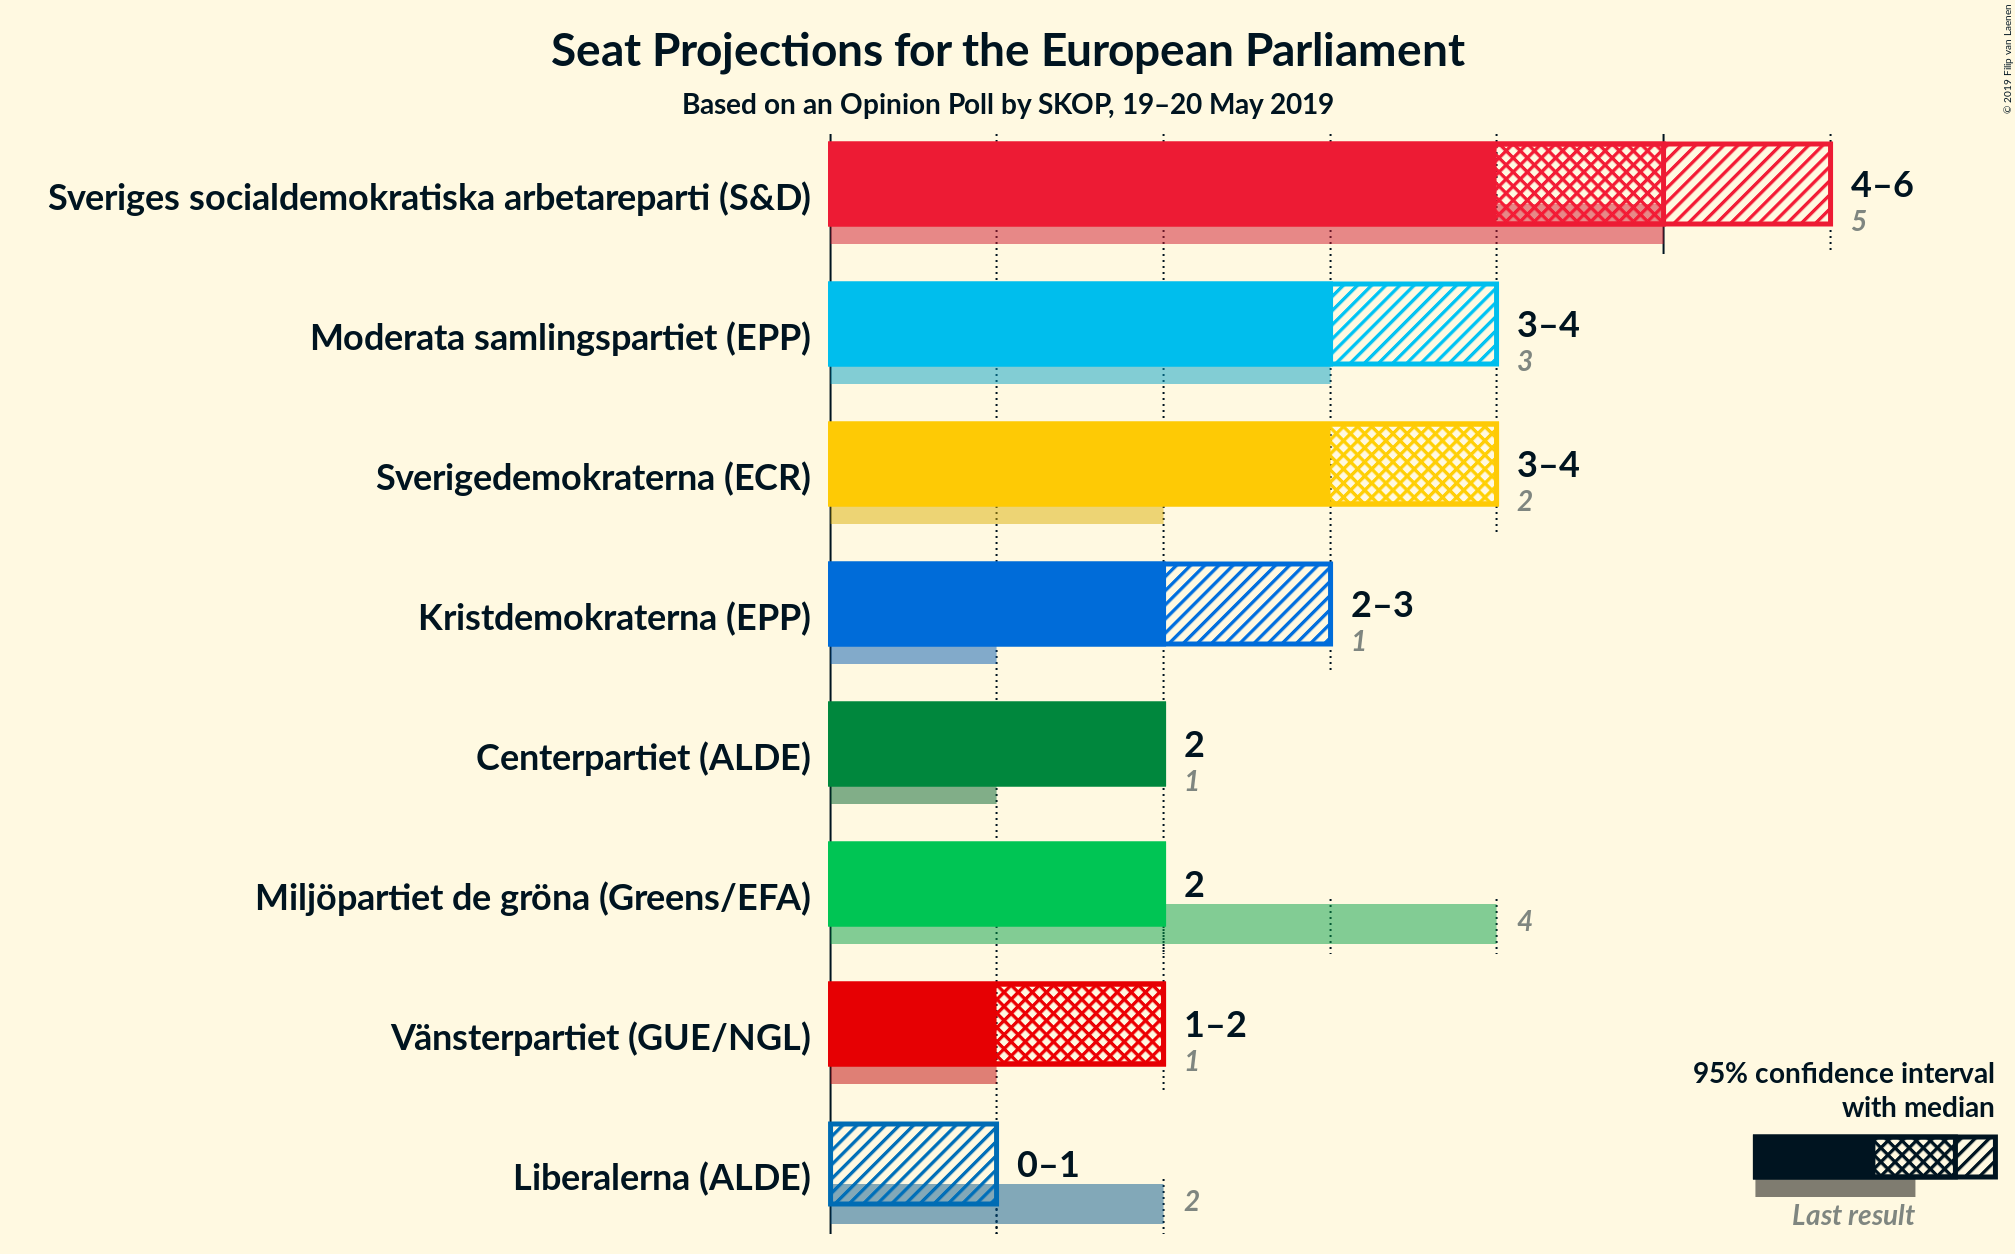 Seat Projections for the European Parliament
Based on an Opinion Poll by SKOP, 19–20 May 2019
© 2019 Filip van Laenen
Sveriges socialdemokratiska arbetareparti (S&D)
4–6
5
Moderata samlingspartiet (EPP)
3–4
3
Sverigedemokraterna (ECR)
3–4
2
Kristdemokraterna (EPP)
2–3
1
Centerpartiet (ALDE)
2
1
Miljöpartiet de gröna (Greens/EFA)
2
4
Vänsterpartiet (GUE/NGL)
1–2
1
Liberalerna (ALDE)
0–1
2
95% confidence interval
with median
Last result